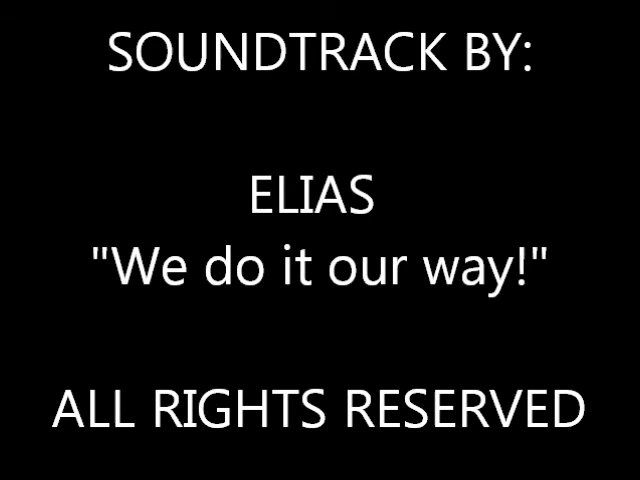 SOUNDTRACK BY:
ELIAS
"We do it our way!"
ALL RIGHTS RESERVED